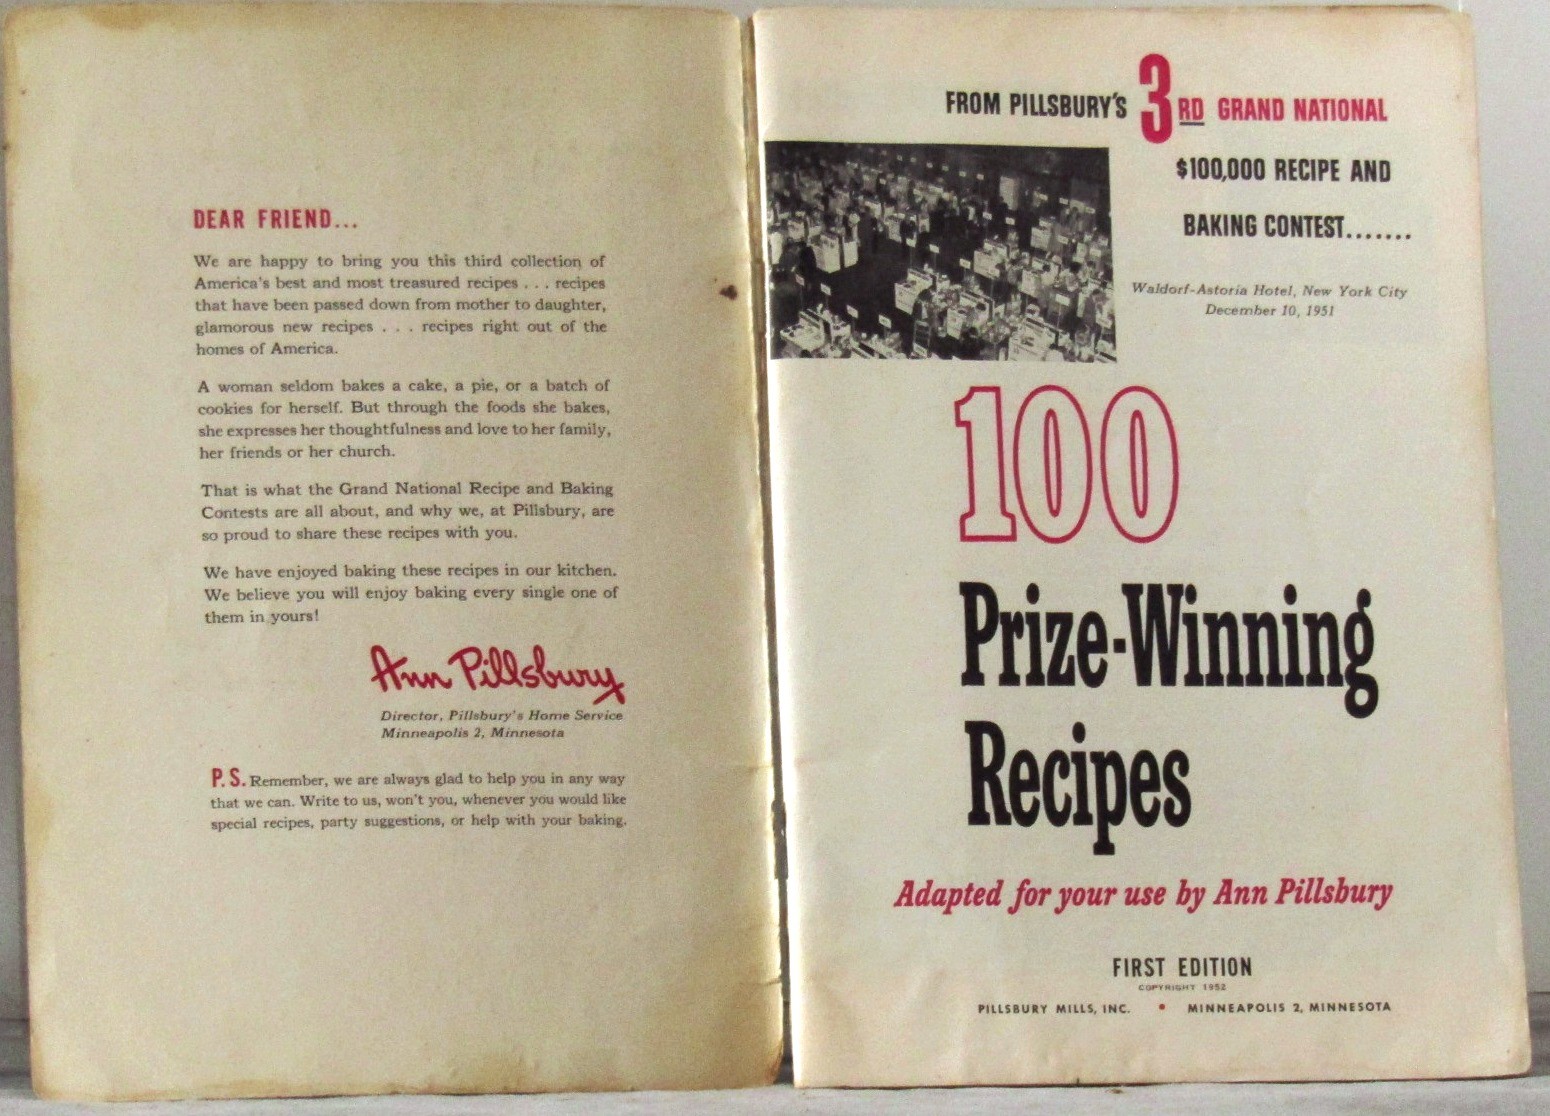 DEAR FRIEND...
We are happy to bring you this third collection of
America's best and most treasured recipes . . . recipes
that have been passed down from mother to daughter,
glamorous new recipes . . . recipes right out of the
homes of America.
A woman seldom bakes a cake, a pie, or a batch of
cookies for herself. But through the foods she bakes,
she expresses her thoughtfulness and love to her family,
her friends or her church.
That is what the Grand National Recipe and Baking
Contests are all about, and why we, at Pillsbury, are
so proud to share these recipes with you.
We have enjoyed baking these recipes in our kitchen.
We believe you will enjoy baking every single one of
them in yours!
Ann Pillsbury
Director, Pillsbury's Home Service
Minneapolis 2, Minnesota
P.S. Remember, we are always glad to help you in any way
that we can. Write to us, won't you, whenever you would like
special recipes, party suggestions, or help with your baking.
FROM PILLSBURY'S 3RD GRAND NATIONAL
$100,000 RECIPE AND
BAKING CONTEST.......
Waldorf-Astoria Hotel, New York City
December 10, 1951
100
Prize-Winning
Recipes
Adapted for your use by Ann Pillsbury
FIRST EDITION
COPYRIGHT 1952
PILLSBURY MILLS, INC. • MINNEAPOLIS 2, MINNESOTA